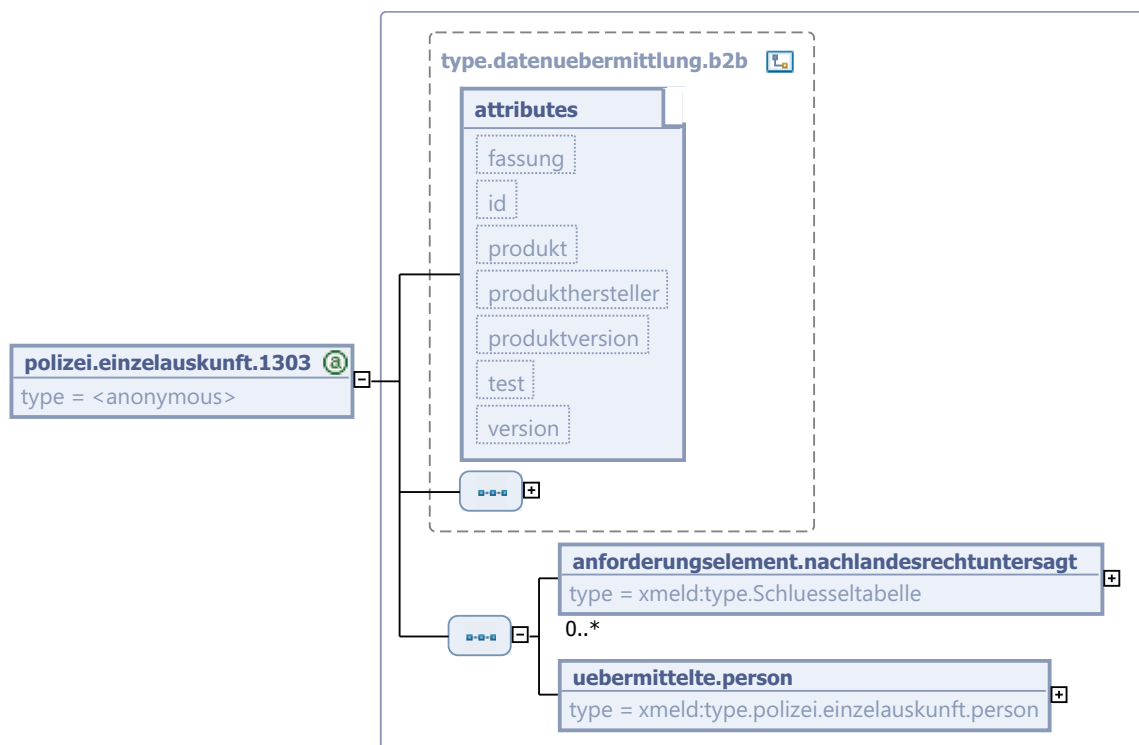 type.datenuebermittlung.b2b
attributes
fassung
id
produkt
produkthersteller
produktversion
test
version
polizei.einzelauskunft.1303 a
type = <anonymous>
anforderungselement.nachlandesrechtuntersagt
type = xmeld:type.Schluesseltabelle
0..*
uebermittelte.person
type = xmeld:type.polizei.einzelauskunft.person